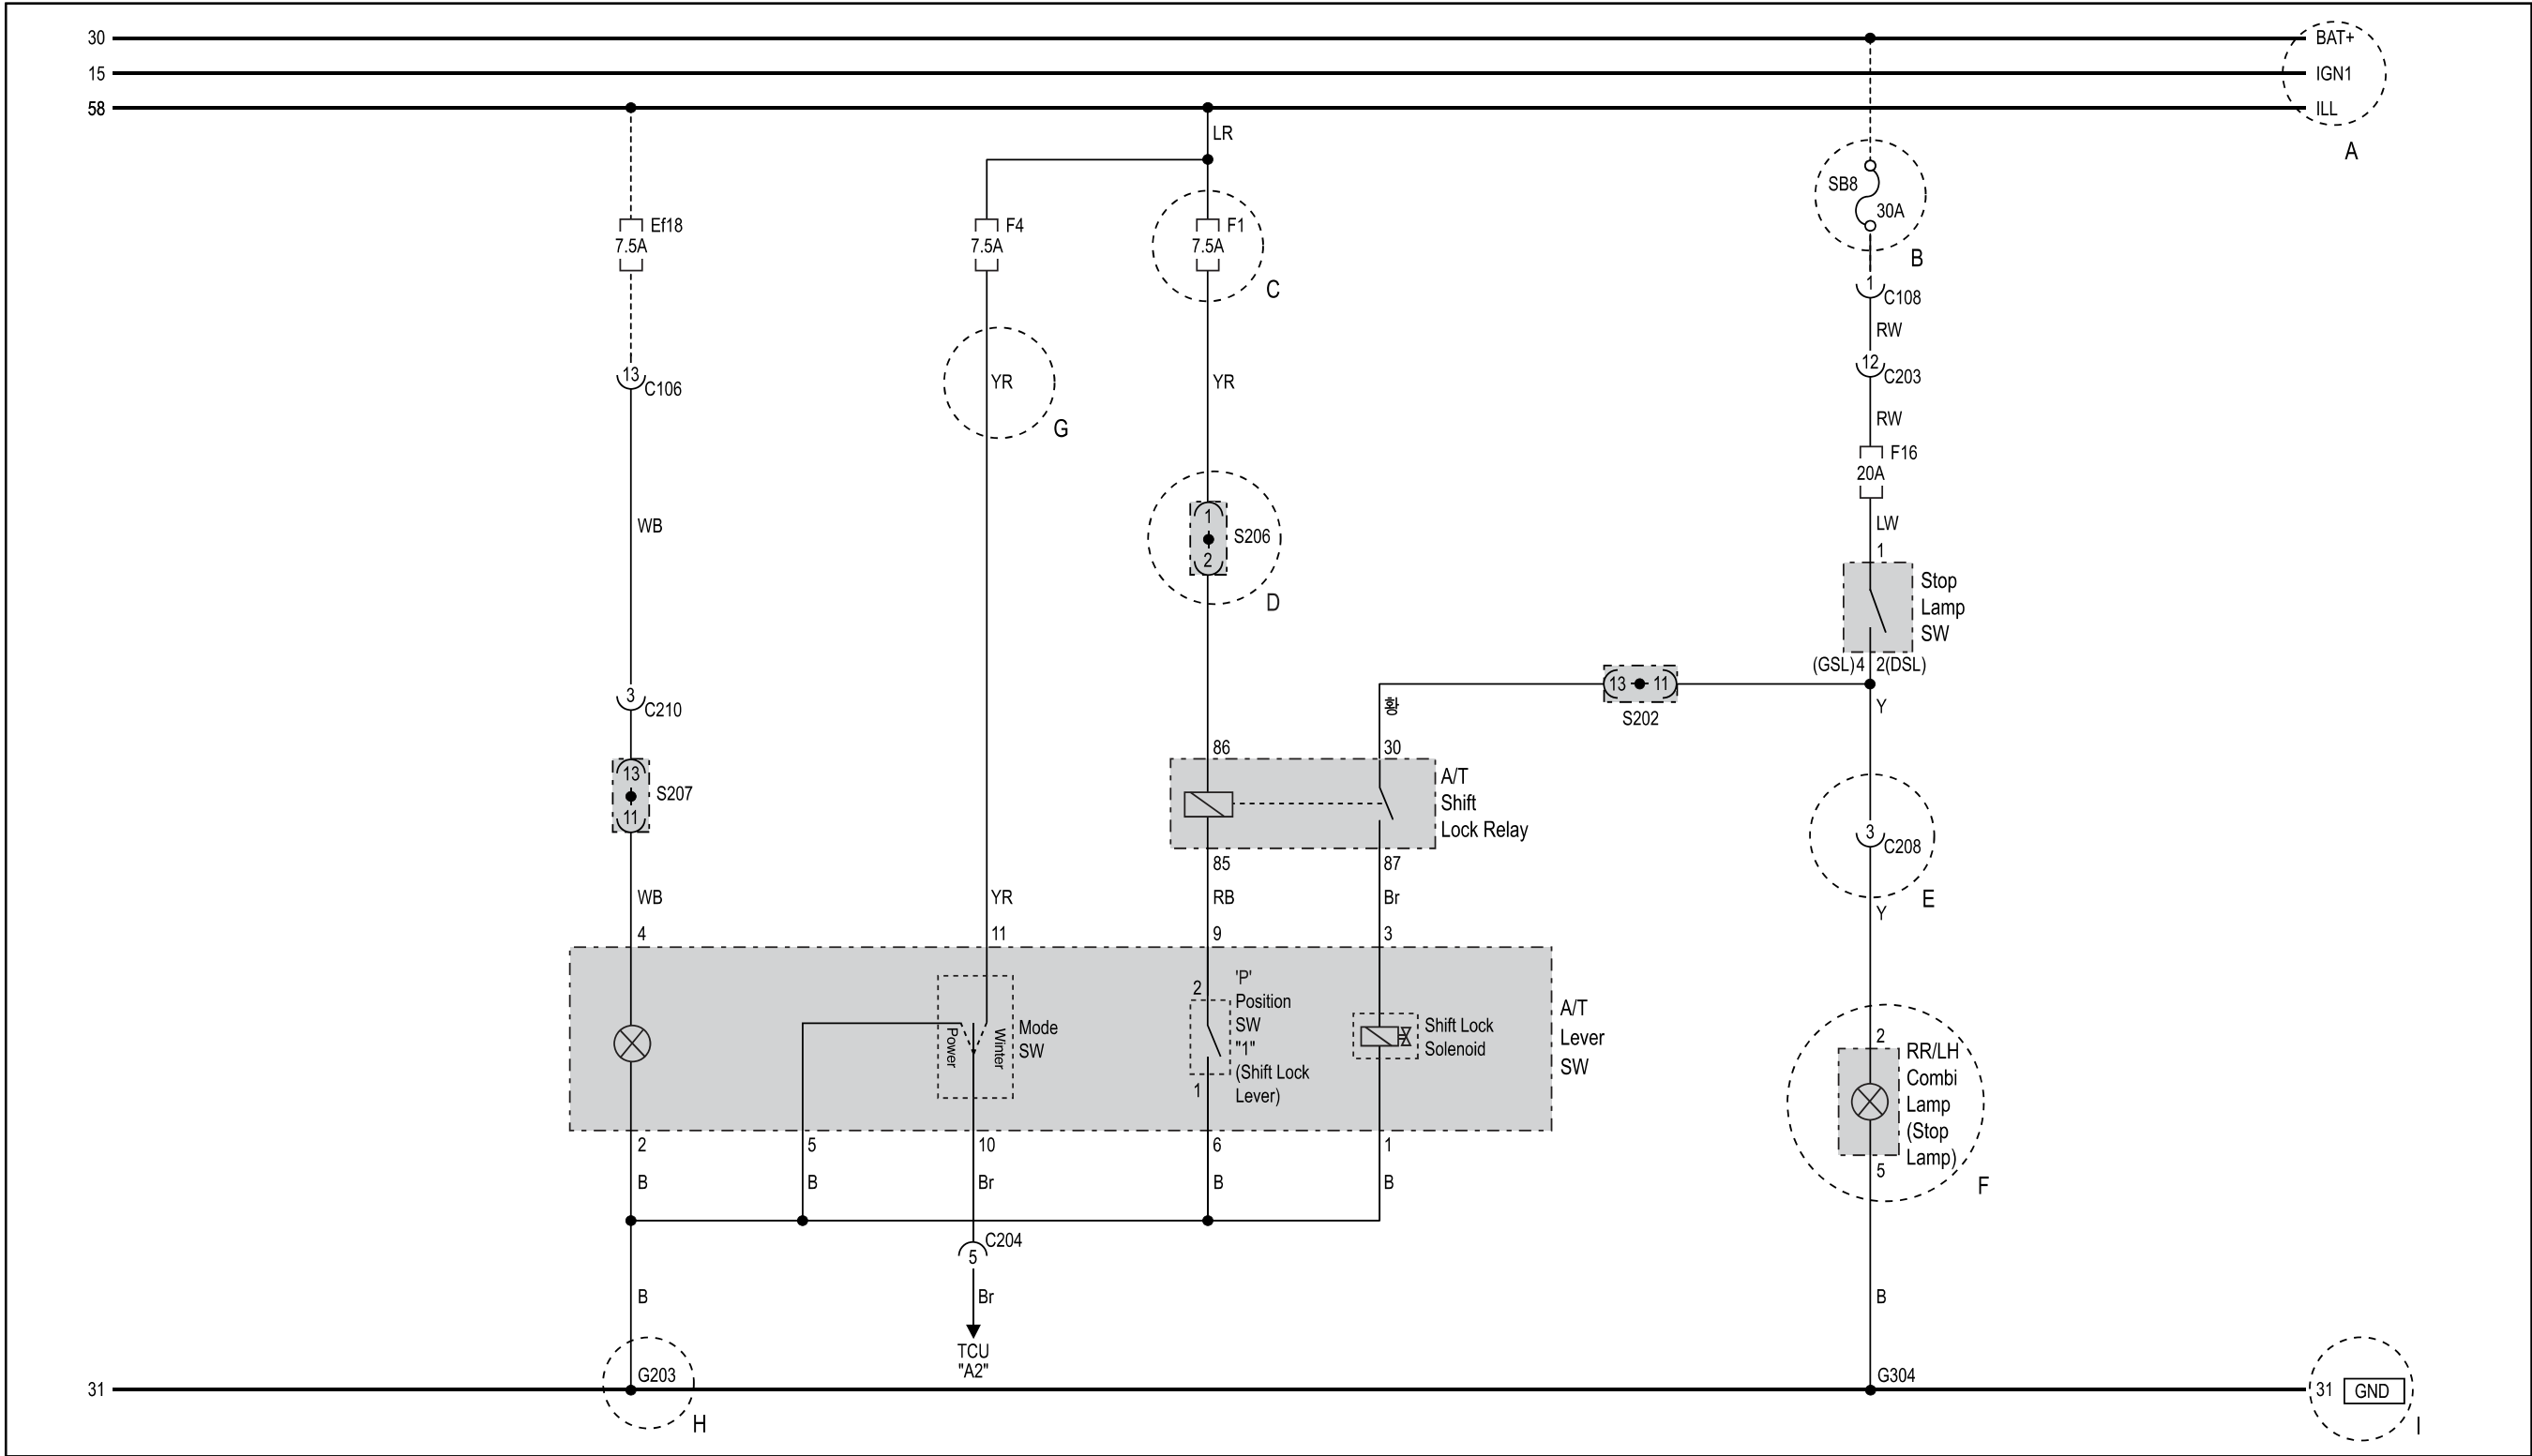 30
BAT+
15
IGN1
58
ILL
A
LR
SB8
30A
B
Ef18
7.5A
F4
7.5A
F1
7.5A
C
1
C108
RW
12
C203
RW
13
C106
YR
G
YR
F16
20A
LW
1
WB
1
2
S206
D
Stop
Lamp
SW
(GSL) 4
2(DSL)
3
C210
13
11
S202
황
Y
13
11
S207
86
30
A/T
Shift
Lock Relay
85
87
3
C208
E
WB
YR
RB
Br
Y
4
11
9
3
Power
Winter
Mode
SW
2
'P'
Position
SW
"1"
(Shift Lock
Lever)
1
Shift Lock
Solenoid
A/T
Lever
SW
2
RR/LH
Combi
Lamp
(Stop
Lamp)
5
F
2
5
10
6
1
B
B
Br
B
B
C204
5
B
Br
B
TCU
"A2"
31
G203
H
G304
31
GND
I